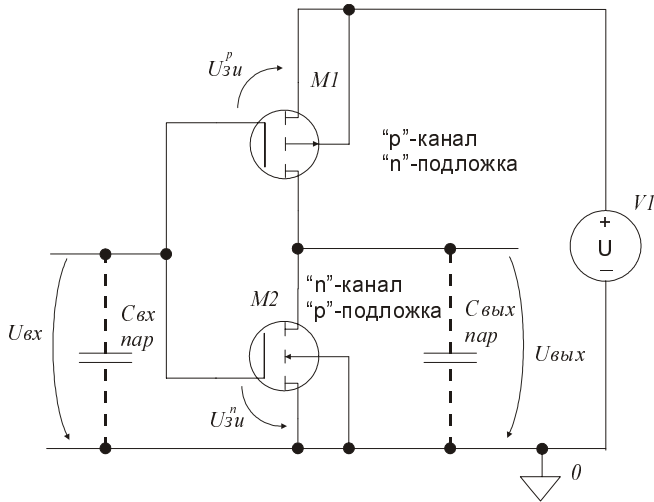 Uзи^p
M1
“p”-канал
“n”-подложка
V1
+
U
–
“n”-канал
“p”-подложка
M2
Uвх
Cвх
пар
Cвых
пар
Uвых
Uзи^n
0